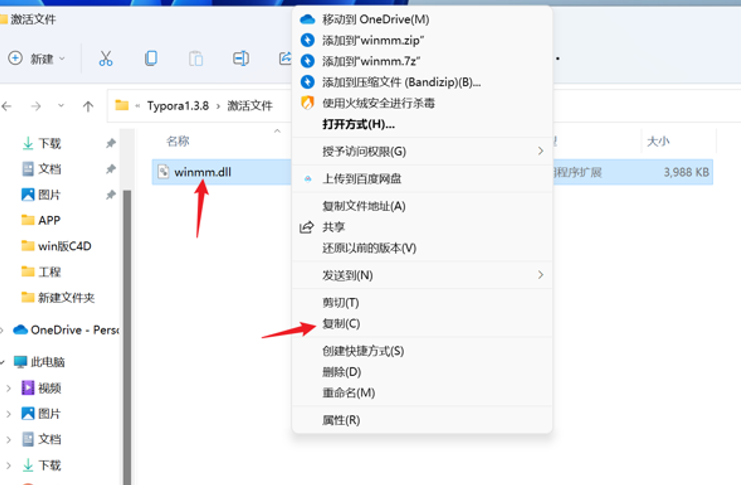 激活文件
新建
Typora1.3.8 › 激活文件
名称
大小
winmm.dll
程序扩展
3,988 KB
下载
文档
图片
APP
win版C4D
工程
新建文件夹
OneDrive - Perso
此电脑
视频
图片
文档
下载
移动到 OneDrive(M)
添加到"winmm.zip"
添加到"winmm.7z"
添加到压缩文件 (Bandizip)(B)...
使用火绒安全进行杀毒
打开方式(H)...
授予访问权限(G)
上传到百度网盘
复制文件地址(A)
共享
还原以前的版本(V)
发送到(N)
剪切(T)
复制(C)
创建快捷方式(S)
删除(D)
重命名(M)
属性(R)